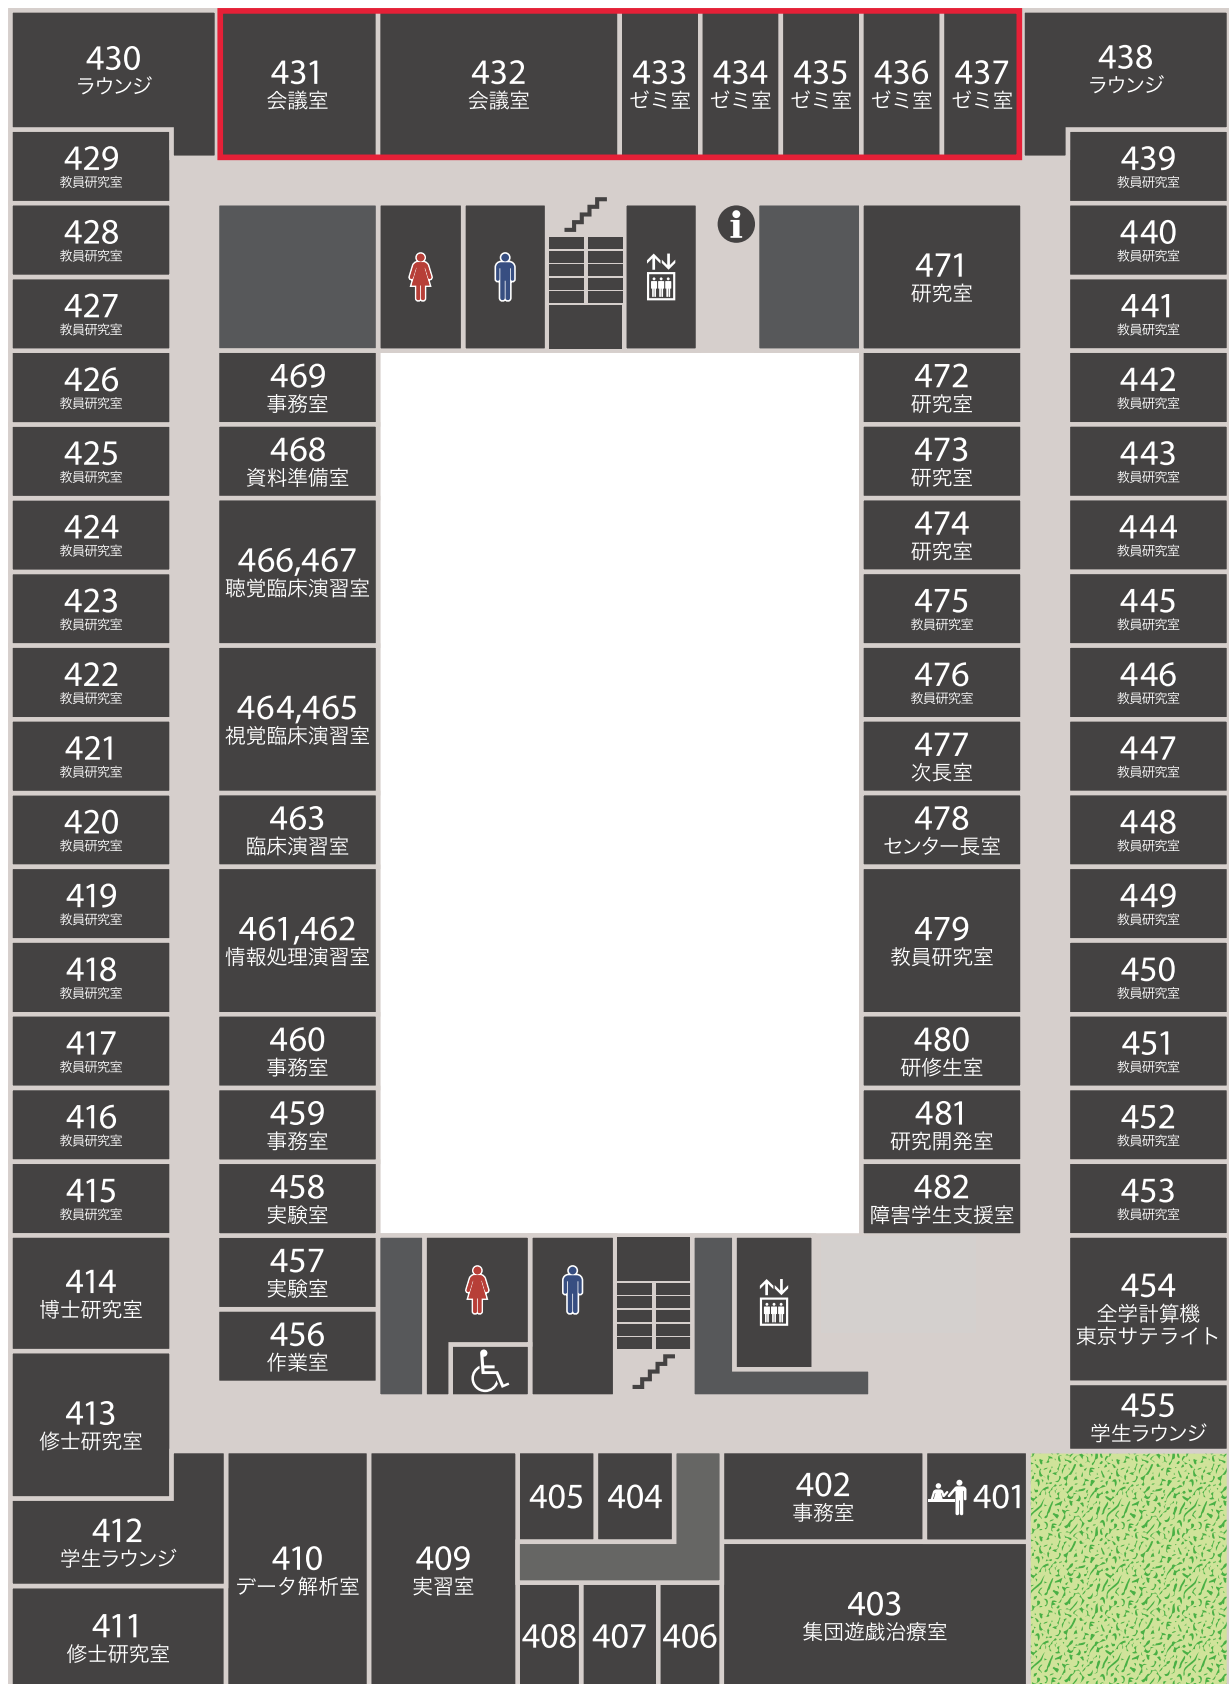 430
ラウンジ
431
会議室
432
会議室
433
ゼミ室
434
ゼミ室
435
ゼミ室
436
ゼミ室
437
ゼミ室
438
ラウンジ
429
教員研究室
428
教員研究室
427
教員研究室
426
教員研究室
425
教員研究室
424
教員研究室
423
教員研究室
422
教員研究室
421
教員研究室
420
教員研究室
419
教員研究室
418
教員研究室
417
教員研究室
416
教員研究室
415
教員研究室
414
博士研究室
413
修士研究室
412
学生ラウンジ
411
修士研究室
i
469
事務室
468
資料準備室
466,467
聴覚臨床演習室
464,465
視覚臨床演習室
463
臨床演習室
461,462
情報処理演習室
460
事務室
459
事務室
458
実験室
457
実験室
456
作業室
471
研究室
472
研究室
473
研究室
474
研究室
475
教員研究室
476
教員研究室
477
次長室
478
センター長室
479
教員研究室
480
研修生室
481
研究開発室
482
障害学生支援室
439
教員研究室
440
教員研究室
441
教員研究室
442
教員研究室
443
教員研究室
444
教員研究室
445
教員研究室
446
教員研究室
447
教員研究室
448
教員研究室
449
教員研究室
450
教員研究室
451
教員研究室
452
教員研究室
453
教員研究室
454
全学計算機
東京サテライト
455
学生ラウンジ
410
データ解析室
409
実習室
405
404
408
407
406
402
事務室
401
403
集団遊戯治療室